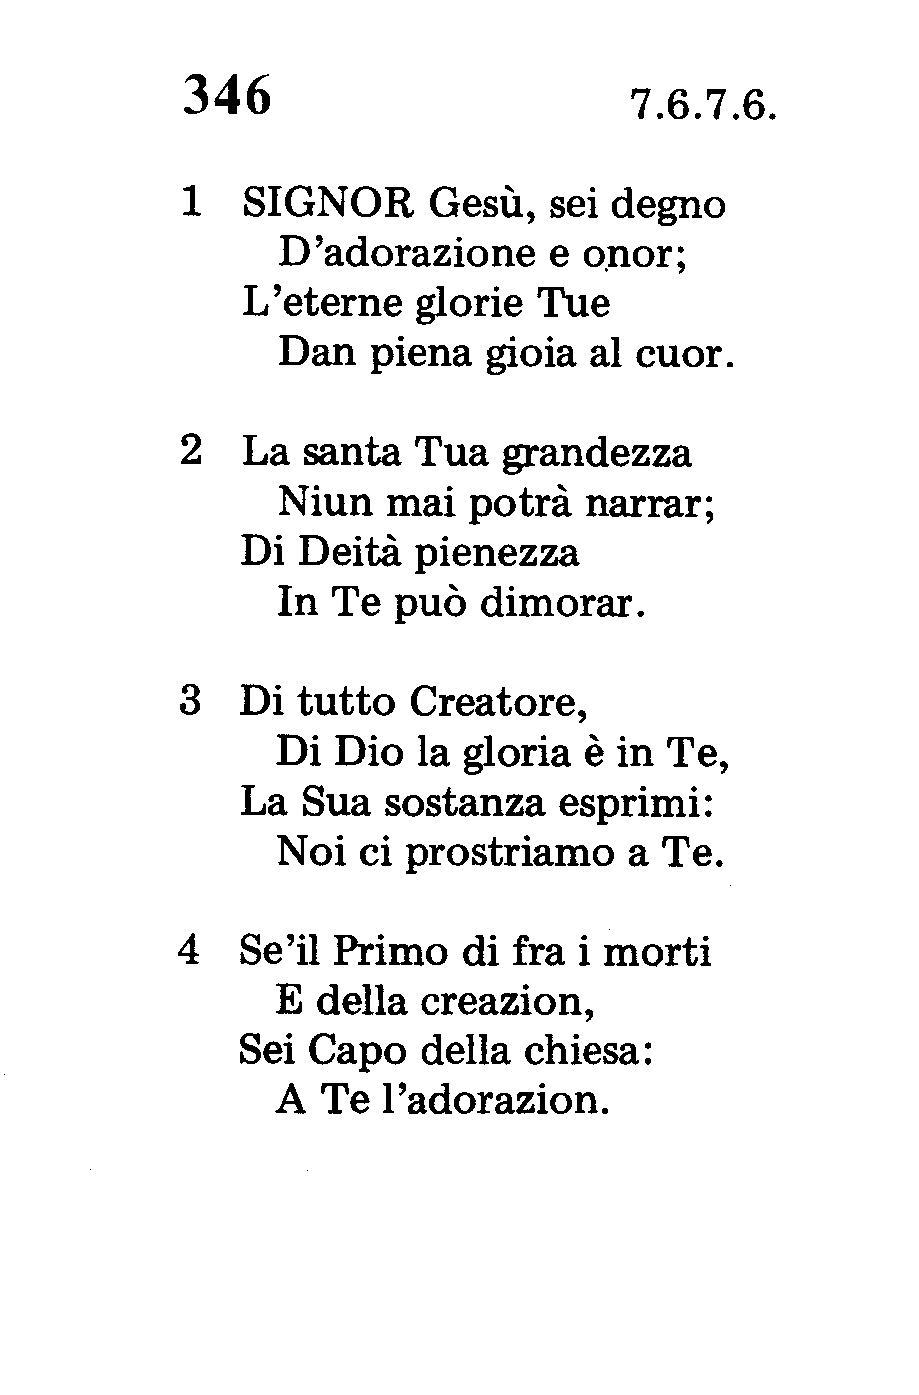 346 7.6.7.6.
1 SIGNOR Gesù, sei degno
D’adorazione e onor;
L’eterne glorie Tue
Dan piena gioia al cuor.
2 La santa Tua grandezza
Niun mai potrà narrar;
Di Deità pienezza
In Te può dimorar.
3 Di tutto Creatore,
Di Dio la gloria è in Te,
La Sua sostanza esprimi:
Noi ci prostriamo a Te.
4 Se’il Primo di fra i morti
E della creazion,
Sei Capo della chiesa:
A Te l’adorazion.